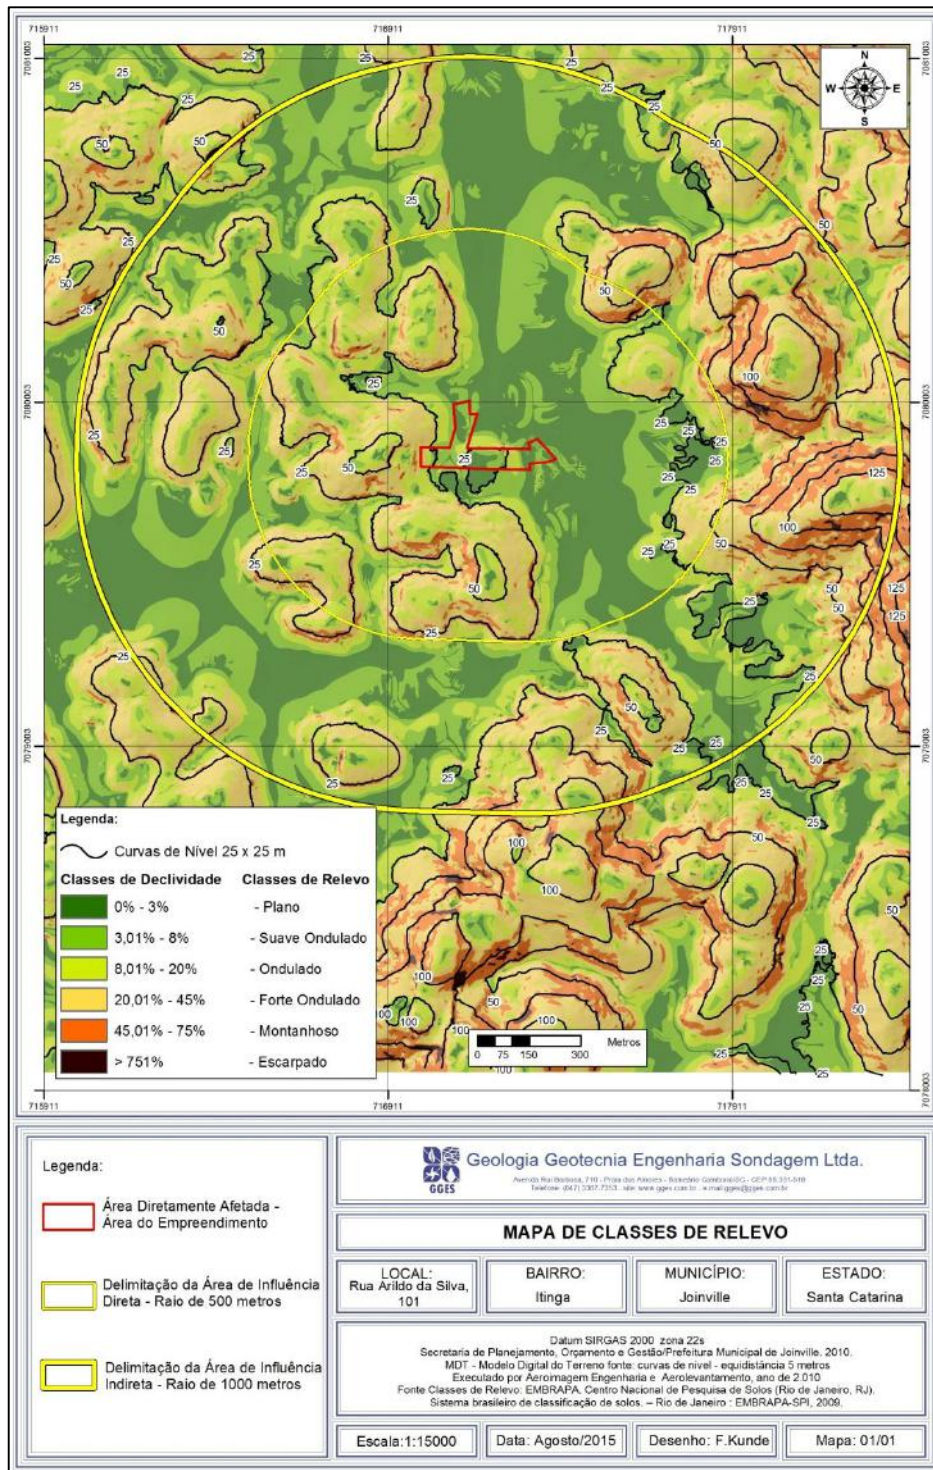 715911
716911
717911
7081003
7081003
N
W E
S
7080003
7080003
7079003
7079003
7078003
25
50
100
125
Legenda:
Curvas de Nível 25 x 25 m
Classes de Declividade Classes de Relevo
0% - 3% - Plano
3,01% - 8% - Suave Ondulado
8,01% - 20% - Ondulado
20,01% - 45% - Forte Ondulado
45,01% - 75% - Montanhoso
> 751% - Escarpado
Metros
0 75 150 300
715911
716911
717911
Legenda:
Área Diretamente Afetada -
Área do Empreendimento
Delimitação da Área de Influência
Direta - Raio de 500 metros
Delimitação da Área de Influência
Indireta - Raio de 1000 metros
GGES
Geologia Geotecnia Engenharia Sondagem Ltda.
MAPA DE CLASSES DE RELEVO
LOCAL:
Rua Arildo da Silva,
101
BAIRRO:
Itinga
MUNICÍPIO:
Joinville
ESTADO:
Santa Catarina
Datum SIRGAS 2000 zona 22s
Secretaria de Planejamento, Orçamento e Gestão/Prefeitura Municipal de Joinville. 2010.
MDT - Modelo Digital do Terreno fonte: curvas de nível - equidistância 5 metros
Executado por Aeroimagem Engenharia e Aerolevantamento, ano de 2.010
Fonte Classes de Relevo: EMBRAPA. Centro Nacional de Pesquisa de Solos (Rio de Janeiro, RJ).
Sistema brasileiro de classificação de solos. – Rio de Janeiro : EMBRAPA-SPI, 2009.
Escala:1:15000
Data: Agosto/2015
Desenho: F.Kunde
Mapa: 01/01